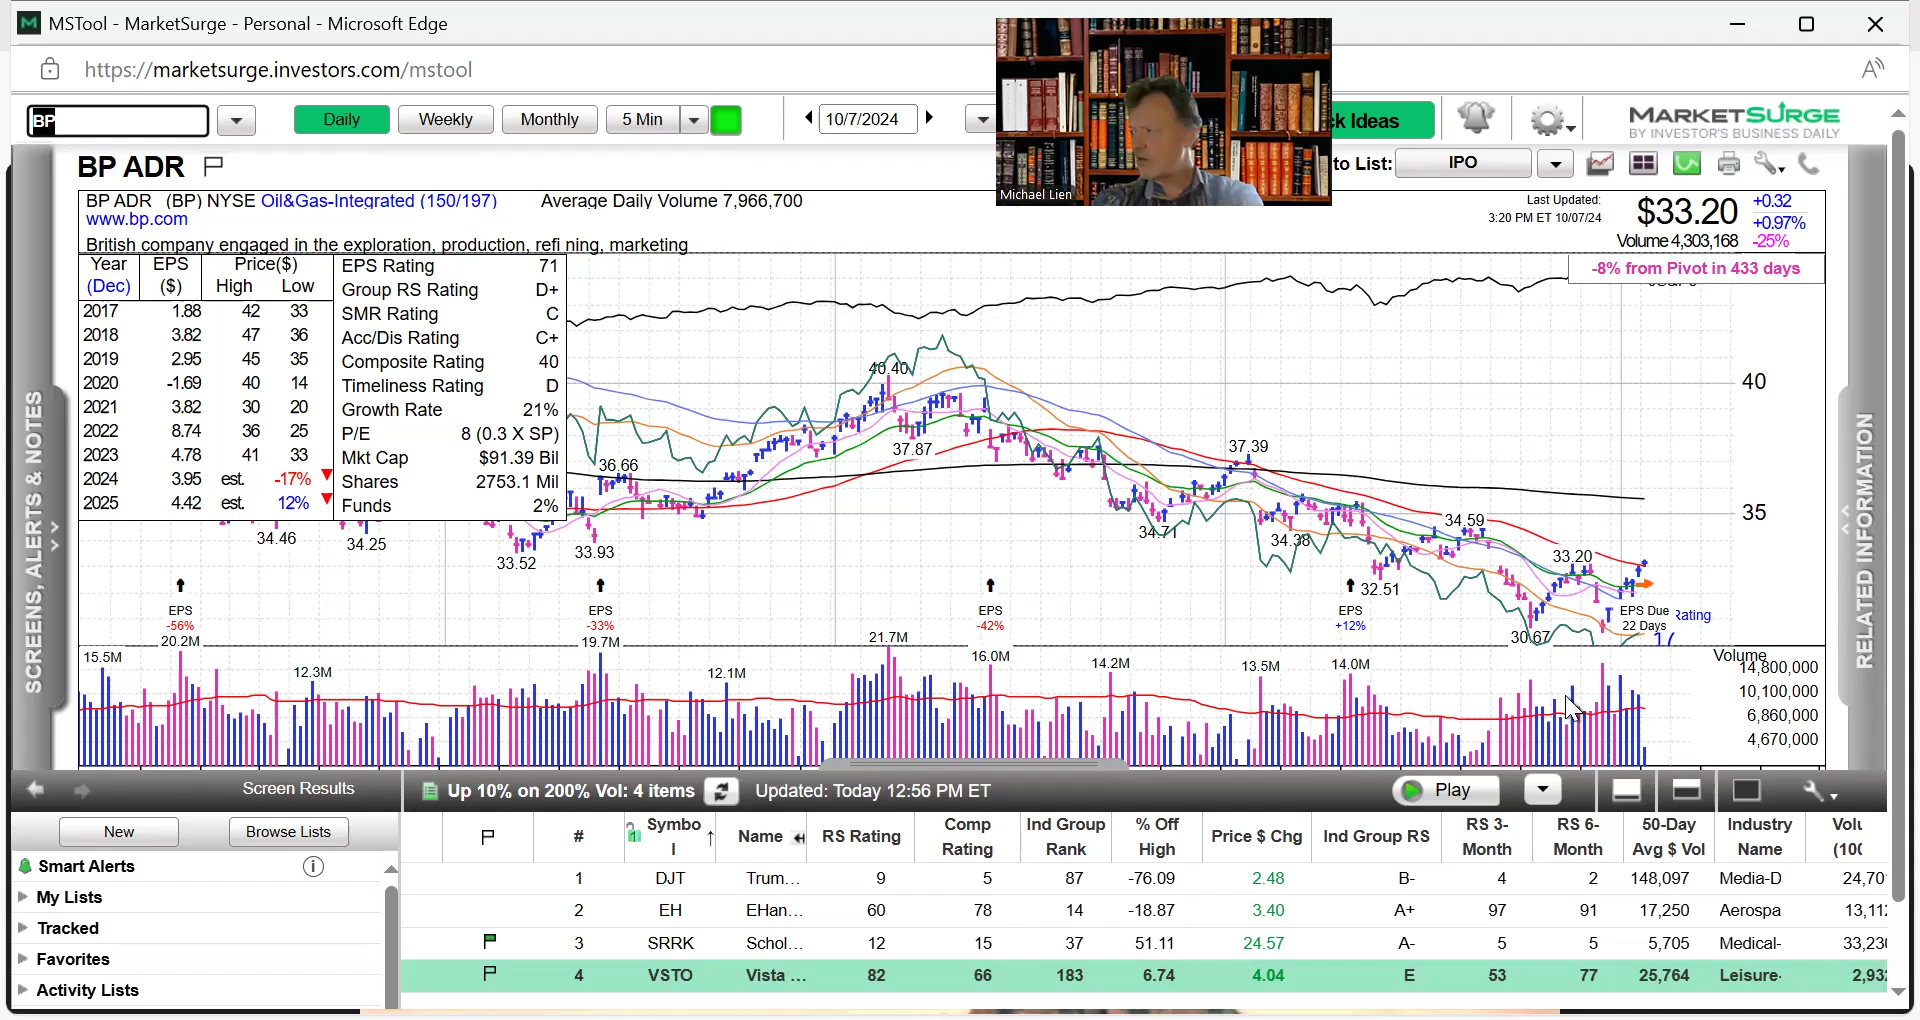 MSTool - MarketSurge - Personal - Microsoft Edge
https://marketsurge.investors.com/mstool
BP
Daily
Weekly
Monthly
5 Min
10/7/2024
Ideas
MARKETSURGE
BY INVESTOR'S BUSINESS DAILY
Michael Lien
BP ADR
to List:
IPO
BP ADR (BP) NYSE Oil&Gas-Integrated (150/197) Average Daily Volume 7,966,700
www.bp.com
British company engaged in the exploration, production, refi ning, marketing
Last Updated:
3:20 PM ET 10/07/24
$33.20
+0.32
+0.97%
Volume 4,303,168
-25%
-8% from Pivot in 433 days
Year EPS Price($)
(Dec) ($) High Low
2017 1.88 42 33
2018 3.82 47 36
2019 2.95 45 35
2020 -1.69 40 14
2021 3.82 30 20
2022 8.74 36 25
2023 4.78 41 33
2024 3.95 est. -17%
2025 4.42 est. 12%
EPS Rating 71
Group RS Rating D+
SMR Rating C
Acc/Dis Rating C+
Composite Rating 40
Timeliness Rating D
Growth Rate 21%
P/E 8 (0.3 X SP)
Mkt Cap $91.39 Bil
Shares 2753.1 Mil
Funds 2%
40.40
37.87
36.66
37.39
34.46
34.25
33.52
33.93
34.71
34.38
34.59
32.51
33.20
30.67
40
35
EPS
-56%
20.2M
EPS
-33%
19.7M
EPS
-42%
16.0M
EPS
+12%
14.0M
EPS Due
22 Days
Rating
15.5M
12.3M
12.1M
21.7M
14.2M
13.5M
Volume
14,800,000
10,100,000
6,860,000
4,670,000
SCREENS, ALERTS & NOTES
RELATED INFORMATION
Screen Results
Up 10% on 200% Vol: 4 items
Updated: Today 12:56 PM ET
Play
New
Browse Lists
Smart Alerts
My Lists
Tracked
Favorites
Activity Lists
# Symbo l Name RS Rating Comp Rating Ind Group Rank % Off High Price $ Chg Ind Group RS RS 3-Month RS 6-Month 50-Day Avg $ Vol Industry Name
1 DJT Trum... 9 5 87 -76.09 2.48 B- 4 2 148,097 Media-D 24,70
2 EH EHan... 60 78 14 -18.87 3.40 A+ 97 91 17,250 Aerospa 13,11
3 SRRK Schol... 12 15 37 51.11 24.57 A- 5 5 5,705 Medical- 33,23
4 VSTO Vista ... 82 66 183 6.74 4.04 E 53 77 25,764 Leisure- 2,93